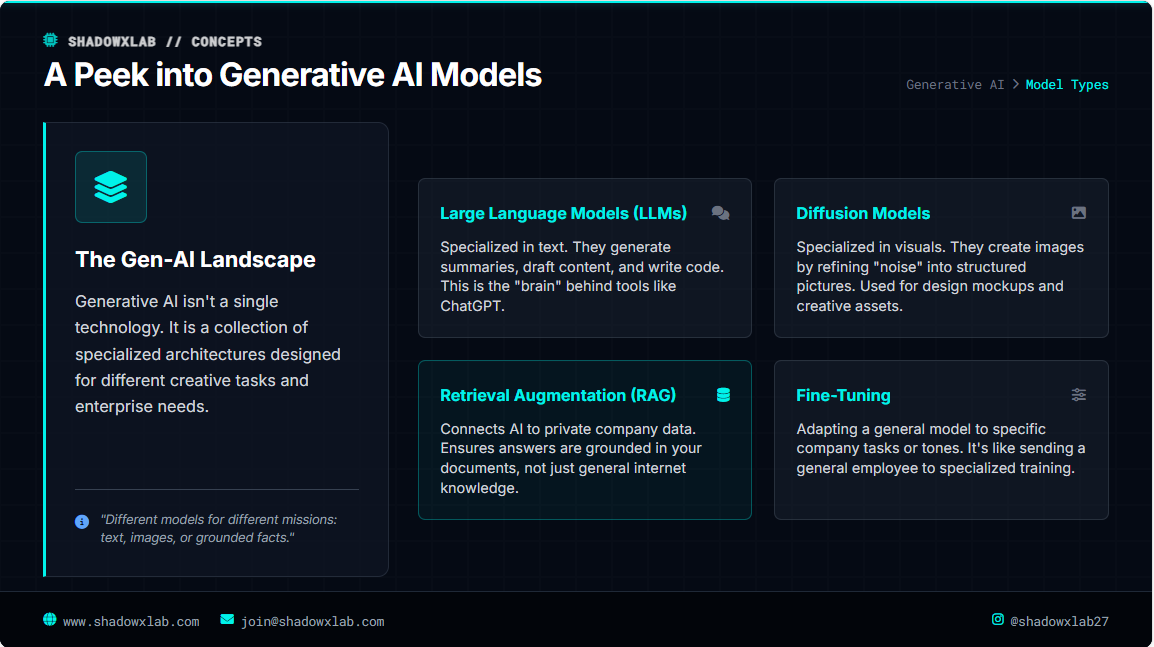 SHADOWXLAB // CONCEPTS
A Peek into Generative AI Models
Generative AI > Model Types
The Gen-AI Landscape
Generative AI isn't a single
technology. It is a collection of
specialized architectures designed
for different creative tasks and
enterprise needs.
"Different models for different missions:
text, images, or grounded facts."
Large Language Models (LLMs)
Specialized in text. They generate
summaries, draft content, and write code.
This is the "brain" behind tools like
ChatGPT.
Diffusion Models
Specialized in visuals. They create images
by refining "noise" into structured
pictures. Used for design mockups and
creative assets.
Retrieval Augmentation (RAG)
Connects AI to private company data.
Ensures answers are grounded in your
documents, not just general internet
knowledge.
Fine-Tuning
Adapting a general model to specific
company tasks or tones. It's like sending a
general employee to specialized training.
www.shadowxlab.com
join@shadowxlab.com
@shadowxlab27